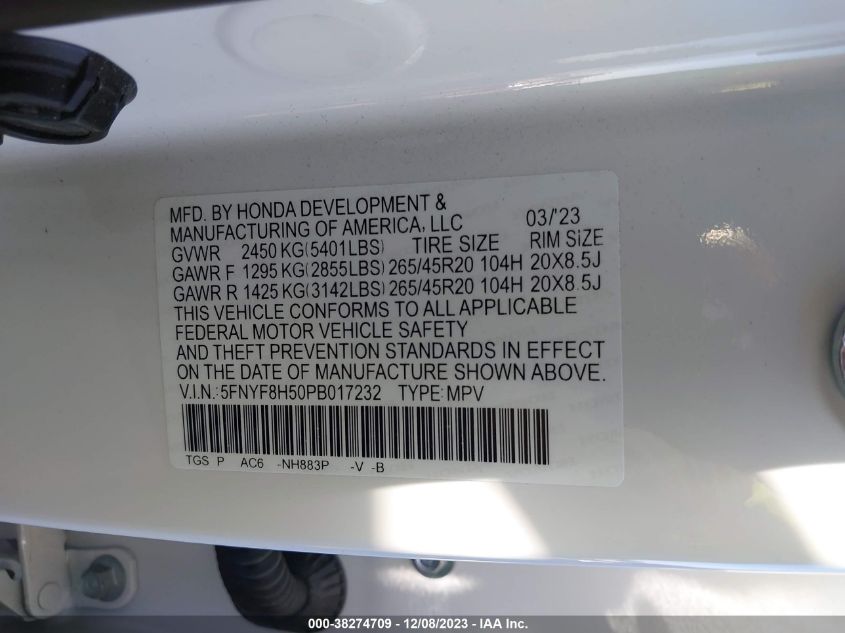 MFD. BY HONDA DEVELOPMENT &
MANUFACTURING OF AMERICA, LLC 03/'23
GVWR 2450 KG(5401LBS) TIRE SIZE RIM SIZE
GAWR F 1295 KG(2855LBS) 265/45R20 104H 20X8.5J
GAWR R 1425 KG(3142LBS) 265/45R20 104H 20X8.5J
THIS VEHICLE CONFORMS TO ALL APPLICABLE
FEDERAL MOTOR VEHICLE SAFETY
AND THEFT PREVENTION STANDARDS IN EFFECT
ON THE DATE OF MANUFACTURE SHOWN ABOVE.
V.I.N.:5FNYF8H50PB017232 TYPE:MPV
TGS P AC6 -NH883P -V -B
000-38274709 - 12/08/2023 - IAA Inc.